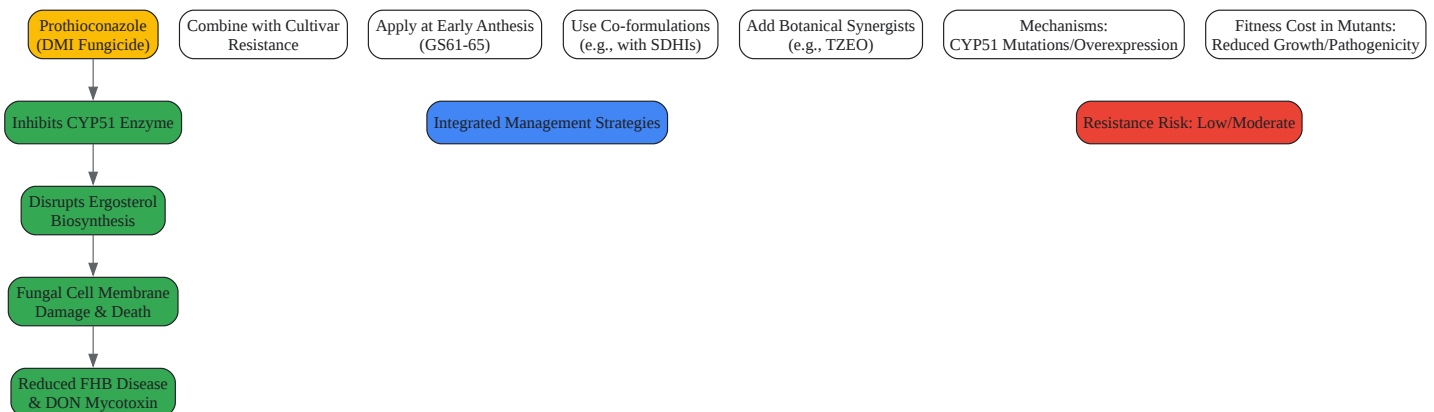 Prothioconazole
(DMI Fungicide)
Combine with Cultivar
Resistance
Apply at Early Anthesis
(GS61-65)
Use Co-formulations
(e.g., with SDHIs)
Add Botanical Synergists
(e.g., TZEO)
Mechanisms:
CYP51 Mutations/Overexpression
Fitness Cost in Mutants:
Reduced Growth/Pathogenicity
Inhibits CYP51 Enzyme
Integrated Management Strategies
Resistance Risk: Low/Moderate
Disrupts Ergosterol
Biosynthesis
Fungal Cell Membrane
Damage & Death
Reduced FHB Disease
& DON Mycotoxin